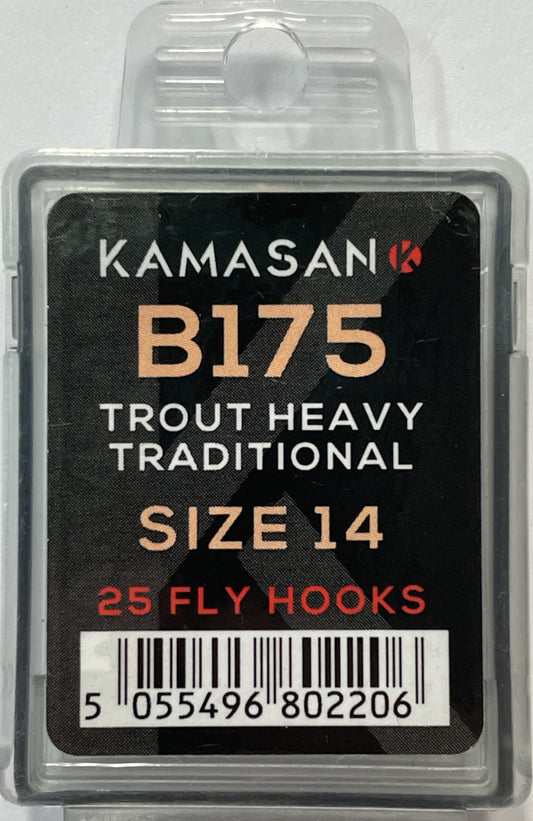 KAMASAN
B175
TROUT HEAVY
TRADITIONAL
SIZE 14
25 FLY HOOKS
5 055496 802206